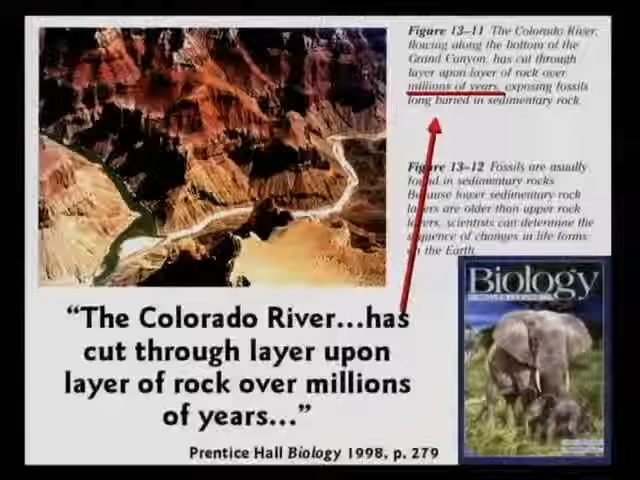 Figure 13–11 The Colorado River,
flowing along the bottom of the
Grand Canyon, has cut through
layer upon layer of rock over
millions of years, exposing fossils
long buried in sedimentary rock.
Figure 13–12 Fossils are usually
found in sedimentary rocks.
Because lower sedimentary rock
layers are older than upper rock
layers, scientists can determine the
sequence of changes in life forms
on the Earth.
“The Colorado River...has
cut through layer upon
layer of rock over millions
of years...”
Prentice Hall Biology 1998, p. 279
Biology